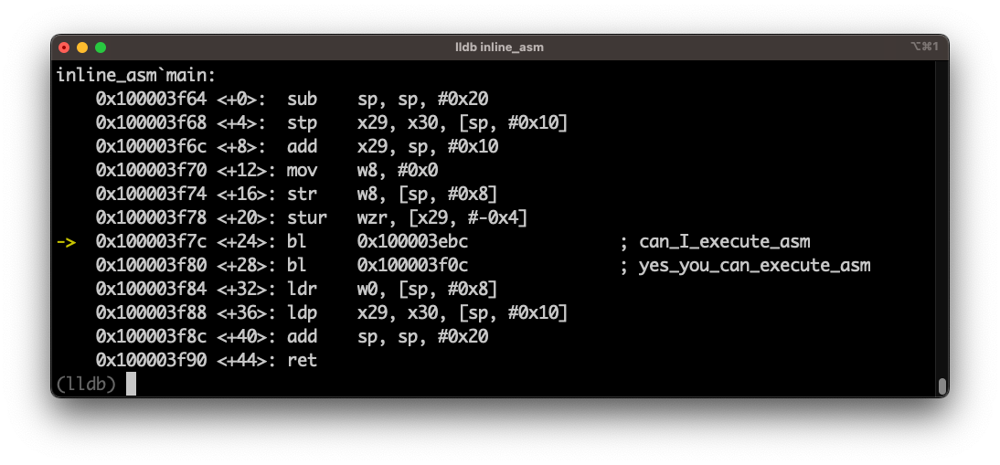 lldb inline_asm
⌥⌘1
inline_asm`main:
0x100003f64 <+0>: sub sp, sp, #0x20
0x100003f68 <+4>: stp x29, x30, [sp, #0x10]
0x100003f6c <+8>: add x29, sp, #0x10
0x100003f70 <+12>: mov w8, #0x0
0x100003f74 <+16>: str w8, [sp, #0x8]
0x100003f78 <+20>: stur wzr, [x29, #-0x4]
-> 0x100003f7c <+24>: bl 0x100003ebc ; can_I_execute_asm
0x100003f80 <+28>: bl 0x100003f0c ; yes_you_can_execute_asm
0x100003f84 <+32>: ldr w0, [sp, #0x8]
0x100003f88 <+36>: ldp x29, x30, [sp, #0x10]
0x100003f8c <+40>: add sp, sp, #0x20
0x100003f90 <+44>: ret
(lldb)